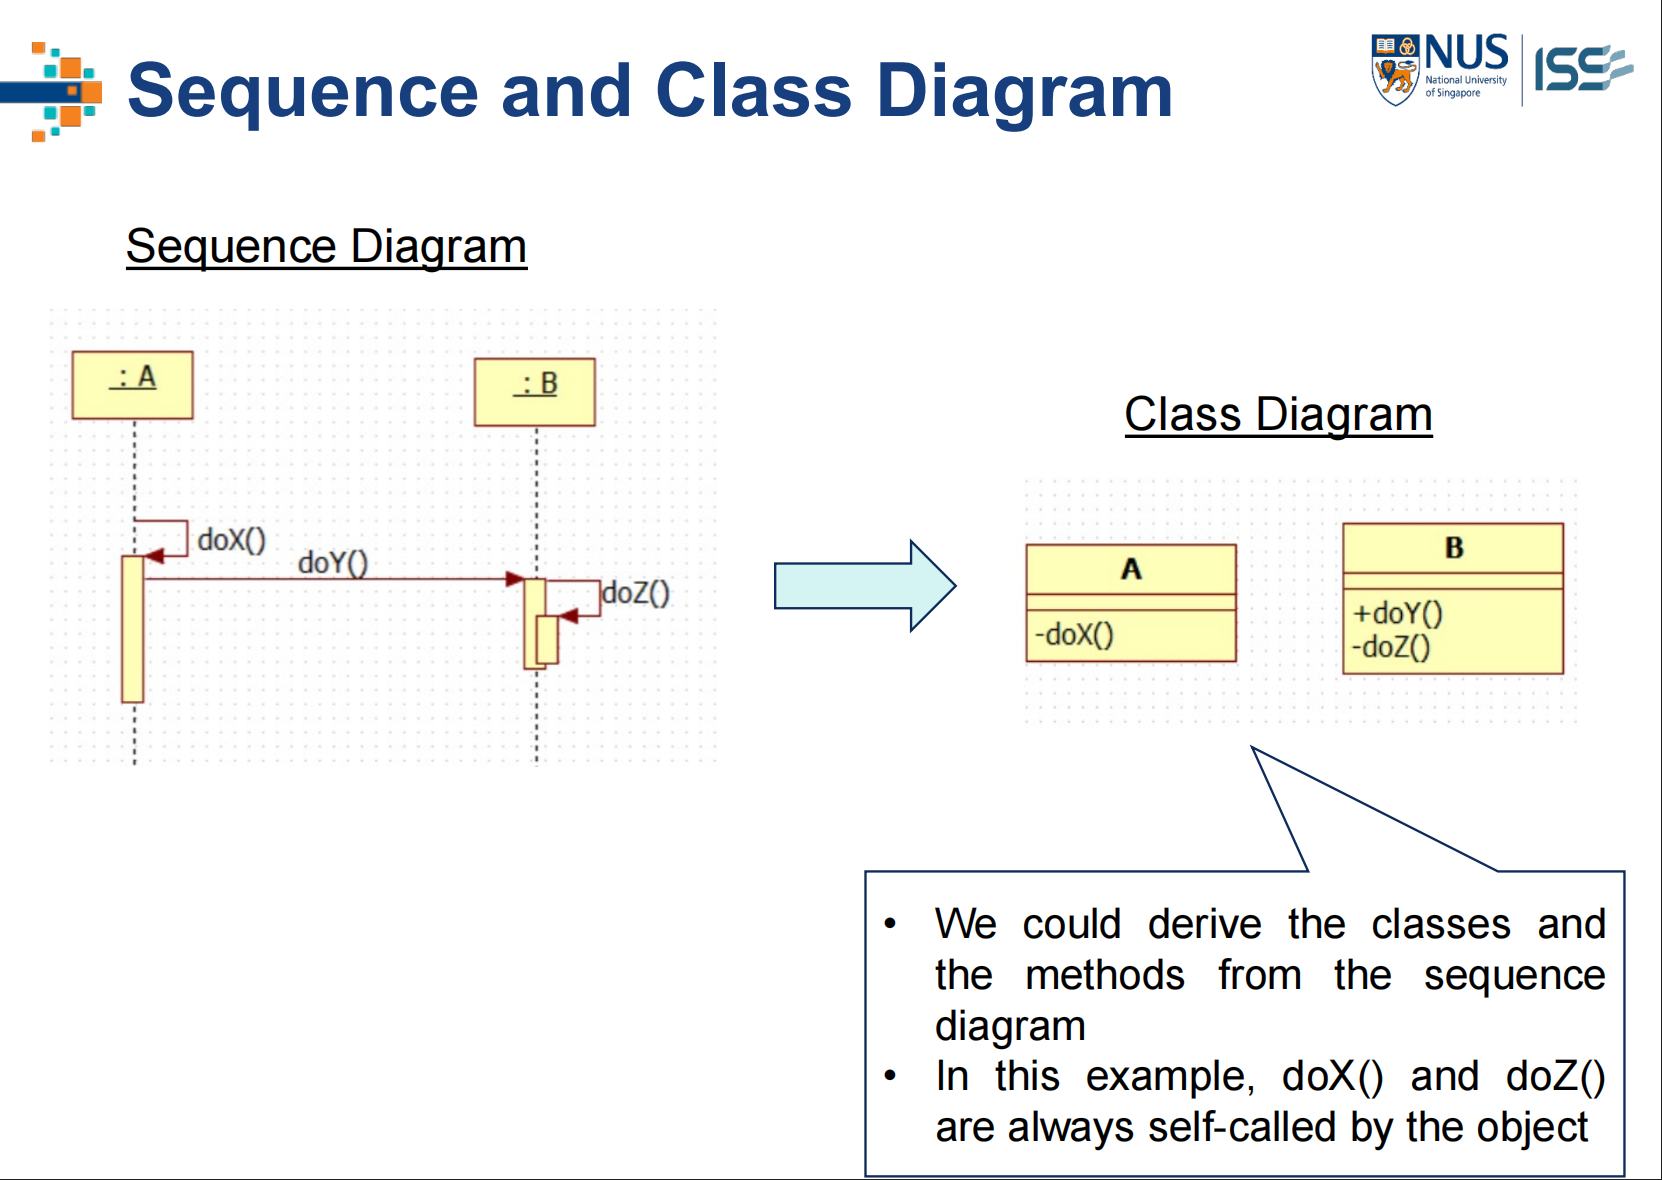 Sequence and Class Diagram
NUS
National University
of Singapore
ISS
Sequence Diagram
: A
: B
doX()
doY()
doZ()
Class Diagram
A
-doX()
B
+doY()
-doZ()
• We could derive the classes and
the methods from the sequence
diagram
• In this example, doX() and doZ()
are always self-called by the object